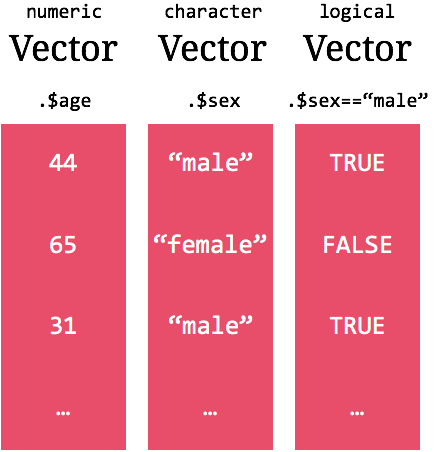 numeric character logical
Vector Vector Vector
.$age .$sex .$sex==“male”
44 “male” TRUE
65 “female” FALSE
31 “male” TRUE
… … …